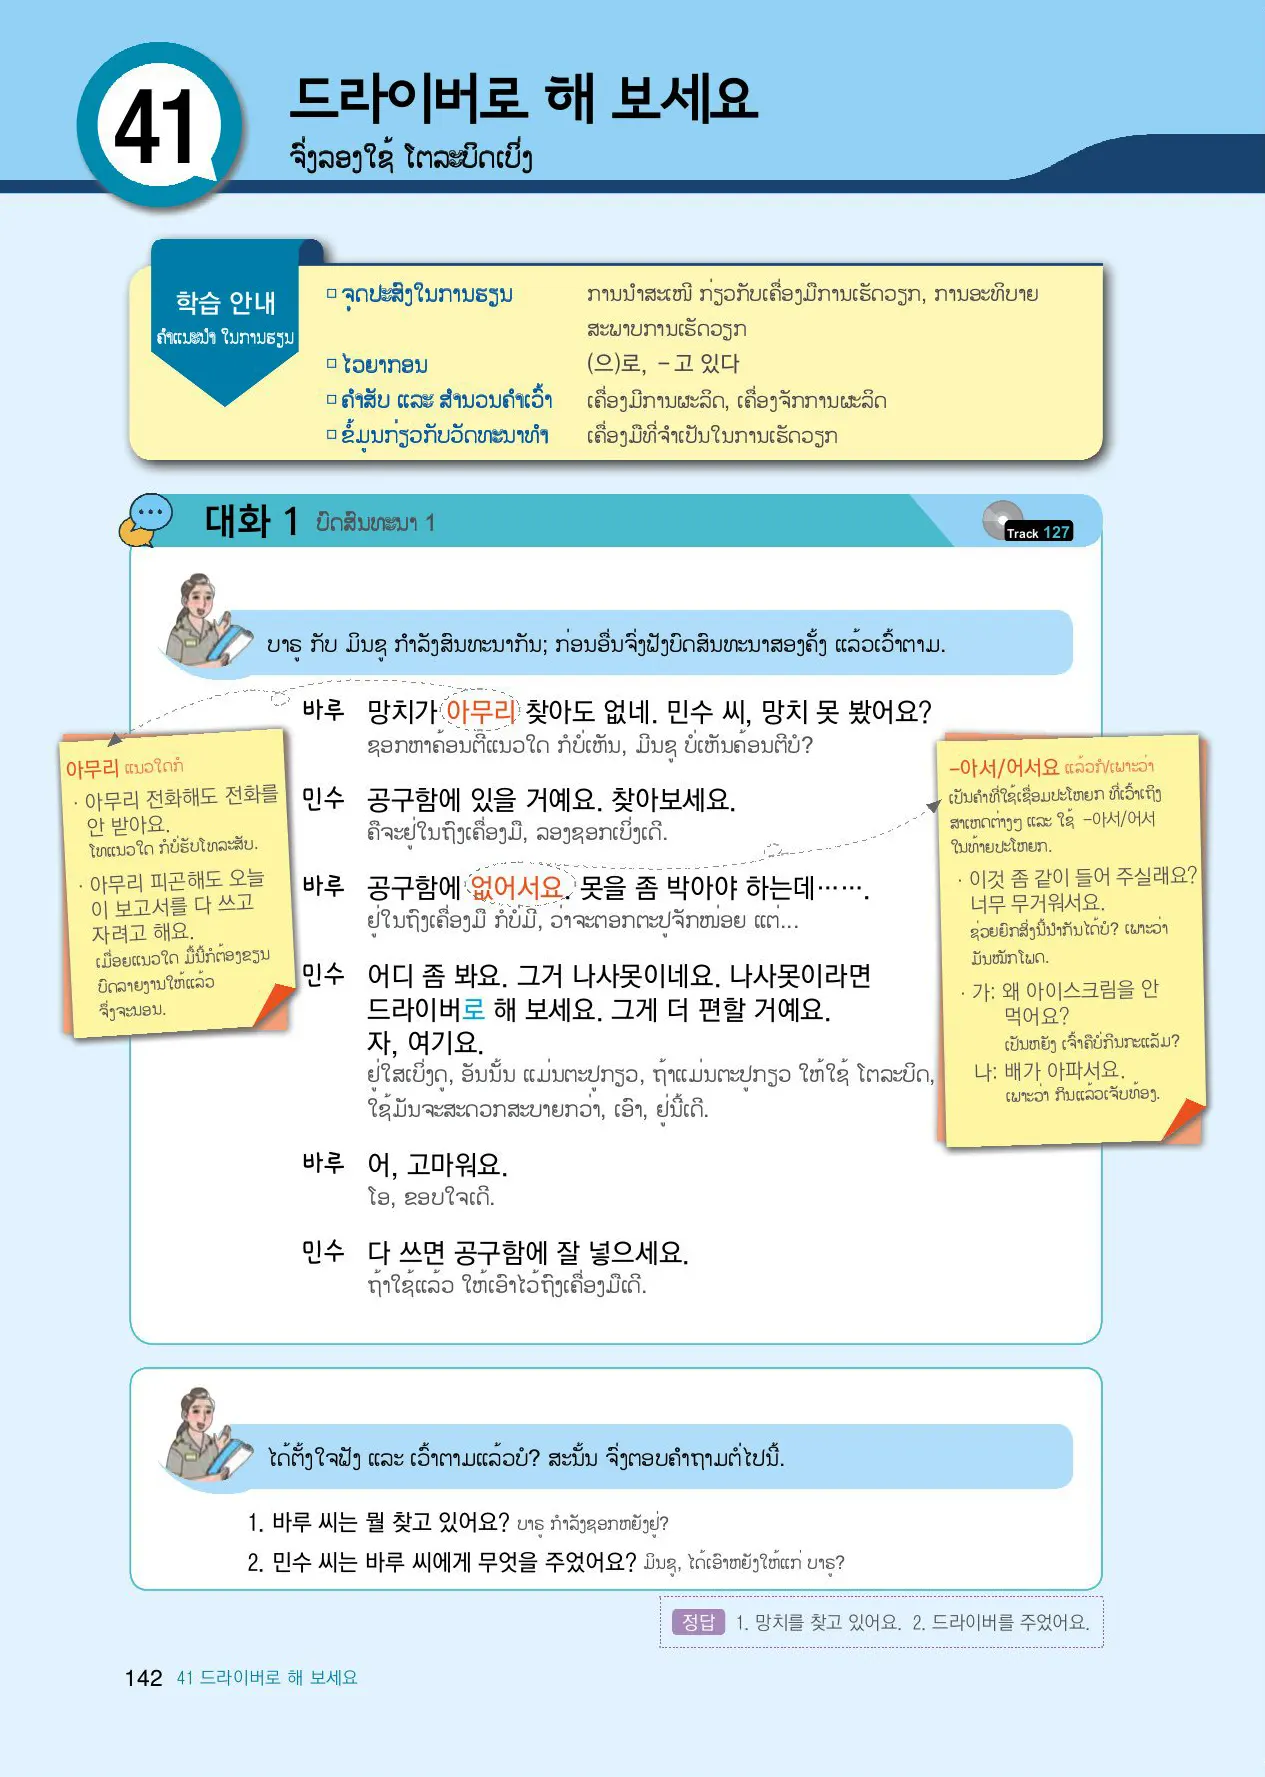 41
드라이버로 해 보세요
ຈົ່ງລອງໃຊ້ ໂຕລະບິດເບິ່ງ
학습 안내
ຄຳແນະນຳ ໃນການຮຽນ
□ ຈຸດປະສົງໃນການຮຽນ ການນຳສະເໜີ ກ່ຽວກັບເຄື່ອງມືການເຮັດວຽກ, ການອະທິບາຍ
ສະພາບການເຮັດວຽກ
□ ໄວຍາກອນ (으)로, –고 있다
□ ຄຳສັບ ແລະ ສຳນວນຄຳເວົ້າ ເຄື່ອງມືການຜະລິດ, ເຄື່ອງຈັກການຜະລິດ
□ ຂໍ້ມູນກ່ຽວກັບວັດທະນາທຳ ເຄື່ອງມືທີ່ຈຳເປັນໃນການເຮັດວຽກ
대화 1 ບົດສົນທະນາ 1
Track 127
ບາຣູ ກັບ ມິນຊູ ກຳລັງສົນທະນາກັນ; ກ່ອນອື່ນຈົ່ງຟັງບົດສົນທະນາສອງຄັ້ງ ແລ້ວເວົ້າຕາມ.
바루 망치가 아무리 찾아도 없네. 민수 씨, 망치 못 봤어요?
ຊອກຫາຄ້ອນຕີແນວໃດ ກໍບໍ່ເຫັນ, ມີນຊູ ບໍ່ເຫັນຄ້ອນຕີບໍ?
민수 공구함에 있을 거예요. 찾아보세요.
ຄືຈະຢູ່ໃນຖົງເຄື່ອງມື, ລອງຊອກເບິ່ງເດີ.
바루 공구함에 없어서요. 못을 좀 박아야 하는데…….
ຢູ່ໃນຖົງເຄື່ອງມື ກໍບໍ່ມີ, ວ່າຈະຕອກຕະປູຈັກໜ່ອຍ ແຕ່...
민수 어디 좀 봐요. 그거 나사못이네요. 나사못이라면
드라이버로 해 보세요. 그게 더 편할 거예요.
자, 여기요.
ຢູ່ໃສເບິ່ງດູ, ອັນນັ້ນ ແມ່ນຕະປູກຽວ, ຖ້າແມ່ນຕະປູກຽວ ໃຫ້ໃຊ້ ໂຕລະບິດ,
ໃຊ້ມັນຈະສະດວກສະບາຍກວ່າ, ເອົາ, ຢູ່ນີ້ເດີ.
바루 어, 고마워요.
ໂອ, ຂອບໃຈເດີ.
민수 다 쓰면 공구함에 잘 넣으세요.
ຖ້າໃຊ້ແລ້ວ ໃຫ້ເອົາໄວ້ຖົງເຄື່ອງມືເດີ.
아무리 ແນວໃດກໍ
· 아무리 전화해도 전화를
안 받아요.
ໂທແນວໃດ ກໍບໍ່ຮັບໂທລະສັບ.
· 아무리 피곤해도 오늘
이 보고서를 다 쓰고
자려고 해요.
ເມື່ອຍແນວໃດ ມື້ນີ້ກໍຕ້ອງຂຽນ
ບົດລາຍງານໃຫ້ແລ້ວ
ຈຶ່ງຈະນອນ.
–아서/어서요 ແລ້ວກໍ/ເພາະວ່າ
ເປັນຄຳທີ່ໃຊ້ເຊື່ອມປະໂຫຍກ ທີ່ເວົ້າເຖິງ
ສາເຫດຕ່າງໆ ແລະ ໃຊ້ –아서/어서
ໃນທ້າຍປະໂຫຍກ.
· 이것 좀 같이 들어 주실래요?
너무 무거워서요.
ຊ່ວຍຍົກສິ່ງນີ້ນຳກັນໄດ້ບໍ? ເພາະວ່າ
ມັນໜັກໂພດ.
· 가: 왜 아이스크림을 안
먹어요?
ເປັນຫຍັງ ເຈົ້າຄືບໍ່ກິນກະແລັມ?
나: 배가 아파서요.
ເພາະວ່າ ກິນແລ້ວເຈັບທ້ອງ.
ໄດ້ຕັ້ງໃຈຟັງ ແລະ ເວົ້າຕາມແລ້ວບໍ? ສະນັ້ນ ຈົ່ງຕອບຄຳຖາມຕໍ່ໄປນີ້.
1. 바루 씨는 뭘 찾고 있어요? ບາຣູ ກຳລັງຊອກຫຍັງຢູ່?
2. 민수 씨는 바루 씨에게 무엇을 주었어요? ມິນຊູ, ໄດ້ເອົາຫຍັງໃຫ້ແກ່ ບາຣູ?
정답 1. 망치를 찾고 있어요. 2. 드라이버를 주었어요.
142 41 드라이버로 해 보세요